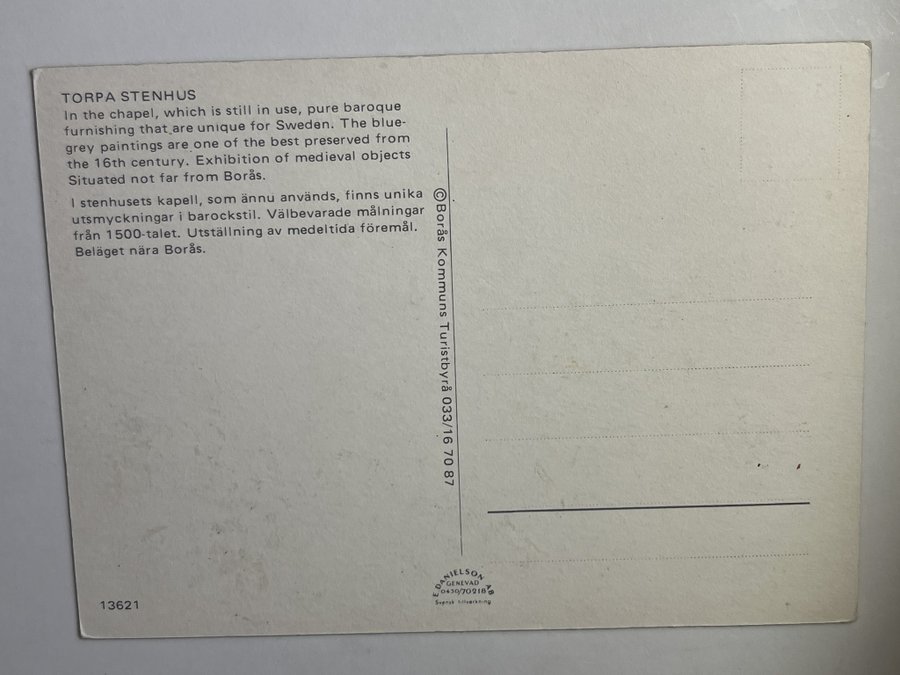 TORPA STENHUS
In the chapel, which is still in use, pure baroque
furnishing that are unique for Sweden. The blue-
grey paintings are one of the best preserved from
the 16th century. Exhibition of medieval objects
Situated not far from Borås.
I stenhusets kapell, som ännu används, finns unika
utsmyckningar i barockstil. Välbevarade målningar
från 1500-talet. Utställning av medeltida föremål.
Beläget nära Borås.
©Borås Kommuns Turistbyrå 033/16 70 87
E DANIELSON AB
GENEVAD
0430/70218
Svensk tillverkning
13621